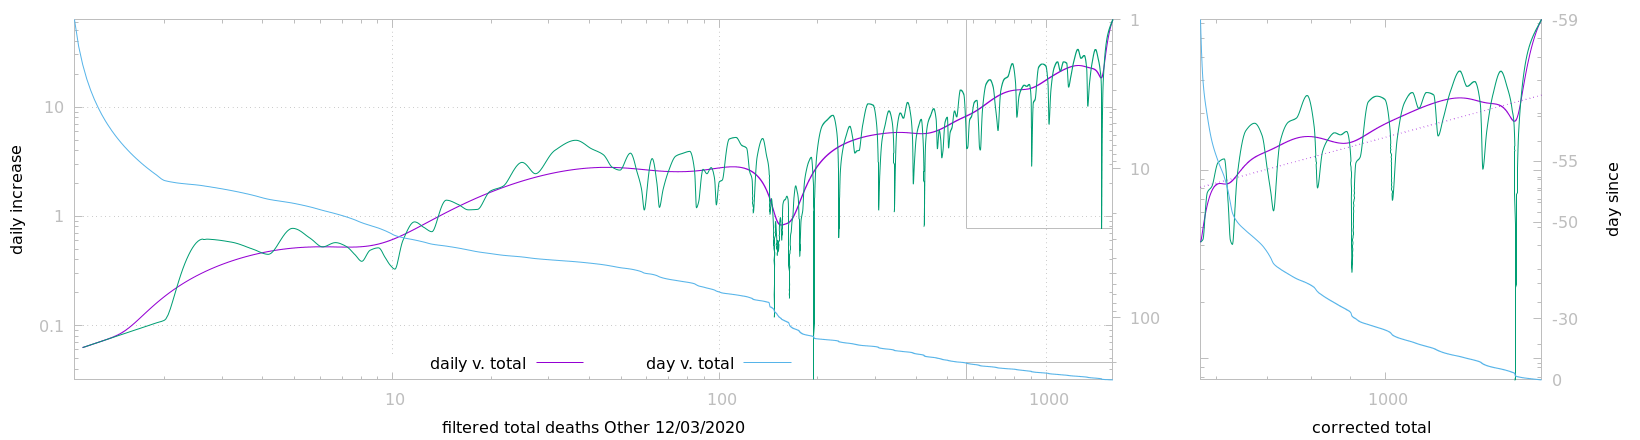 1
-59
10
10
-55
daily increase
1
-50
day since
0.1
100
-30
daily v. total
day v. total
0
10
100
1000
1000
filtered total deaths Other 12/03/2020
corrected total